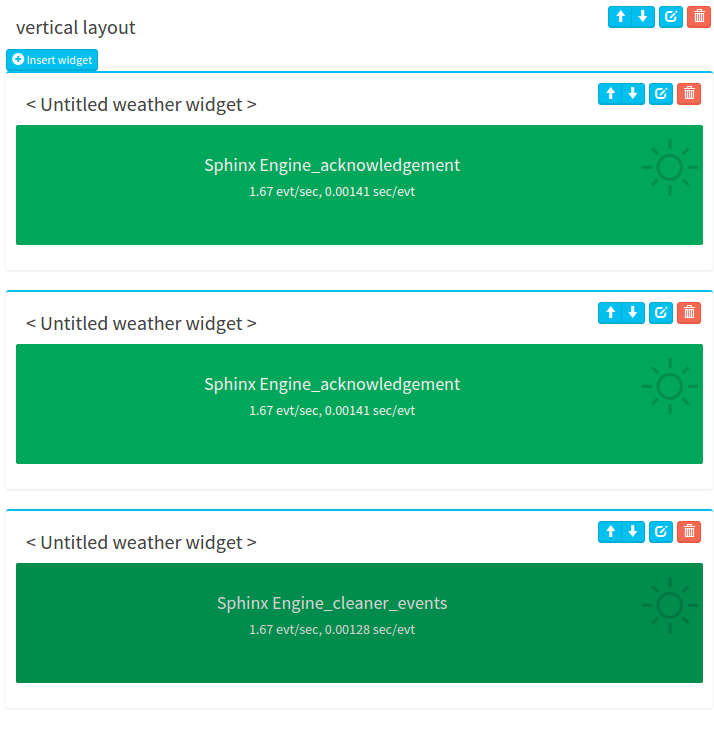 vertical layout
Insert widget
< Untitled weather widget >
Sphinx Engine_acknowledgement
1.67 evt/sec, 0.00141 sec/evt
< Untitled weather widget >
Sphinx Engine_acknowledgement
1.67 evt/sec, 0.00141 sec/evt
< Untitled weather widget >
Sphinx Engine_cleaner_events
1.67 evt/sec, 0.00128 sec/evt